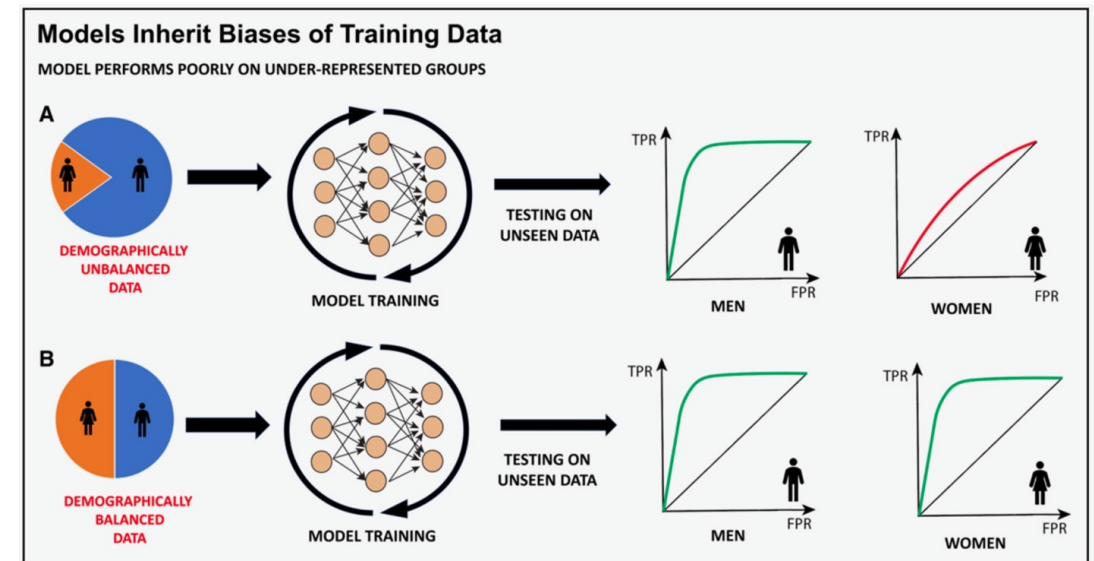 Models Inherit Biases of Training Data
MODEL PERFORMS POORLY ON UNDER-REPRESENTED GROUPS
A
DEMOGRAPHICALLY
UNBALANCED
DATA
MODEL TRAINING
TESTING ON
UNSEEN DATA
TPR
FPR
MEN
TPR
FPR
WOMEN
B
DEMOGRAPHICALLY
BALANCED
DATA
MODEL TRAINING
TESTING ON
UNSEEN DATA
TPR
FPR
MEN
TPR
FPR
WOMEN